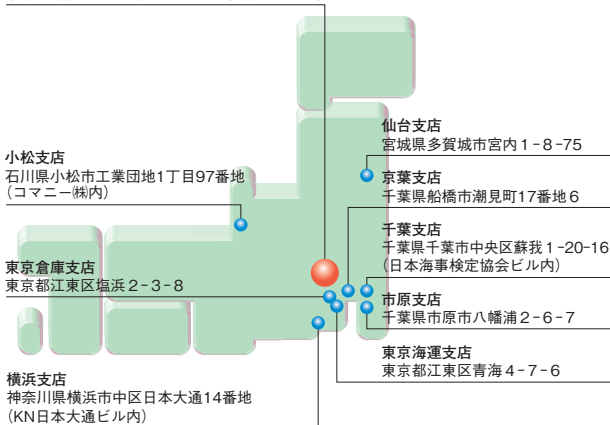 仙台支店
宮城県多賀城市宮内1-8-75
小松支店
石川県小松市工業団地1丁目97番地
（コマニー㈱内）
京葉支店
千葉県船橋市潮見町17番地6
千葉支店
千葉県千葉市中央区蘇我1-20-16
（日本海事検定協会ビル内）
東京倉庫支店
東京都江東区塩浜2-3-8
市原支店
千葉県市原市八幡浦2-6-7
東京海運支店
東京都江東区青海4-7-6
横浜支店
神奈川県横浜市中区日本大通14番地
（KN日本大通ビル内）